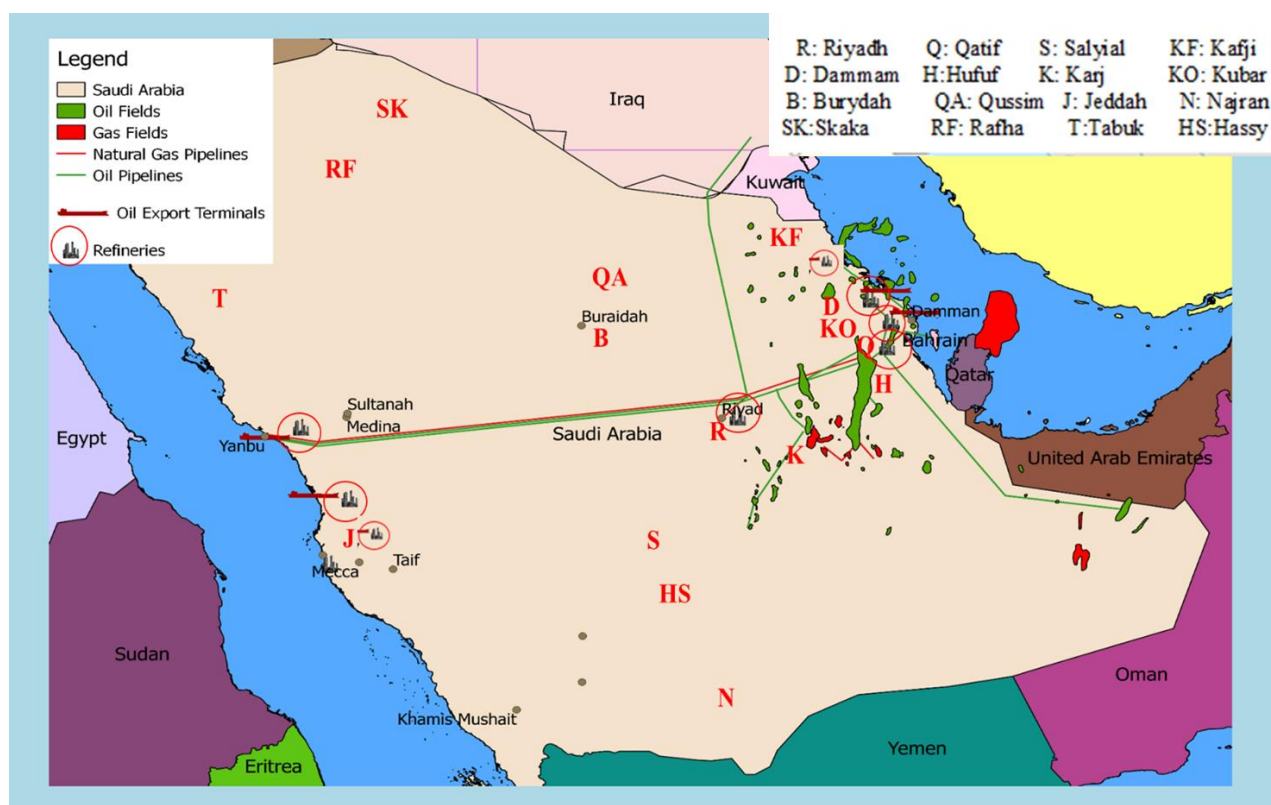 R: Riyadh Q: Qatif S: Salyial KF: Kafji
D: Dammam H:Hufuf K: Karj KO: Kubar
B: Burydah QA: Qussim J: Jeddah N: Najran
SK:Skaka RF: Rafha T:Tabuk HS:Hassy
Legend
Saudi Arabia
Oil Fields
Gas Fields
Natural Gas Pipelines
Oil Pipelines
Oil Export Terminals
Refineries
Iraq
SK
RF
Kuwait
KF
QA
T
D
Damman
Buraidah
KO
B
Q
Bahrain
H
Qatar
Sultanah
Medina
Riyad
R
Saudi Arabia
Egypt
Yanbu
K
United Arab Emirates
J
S
Taif
Mecca
HS
Sudan
Oman
N
Khamis Mushait
Yemen
Eritrea